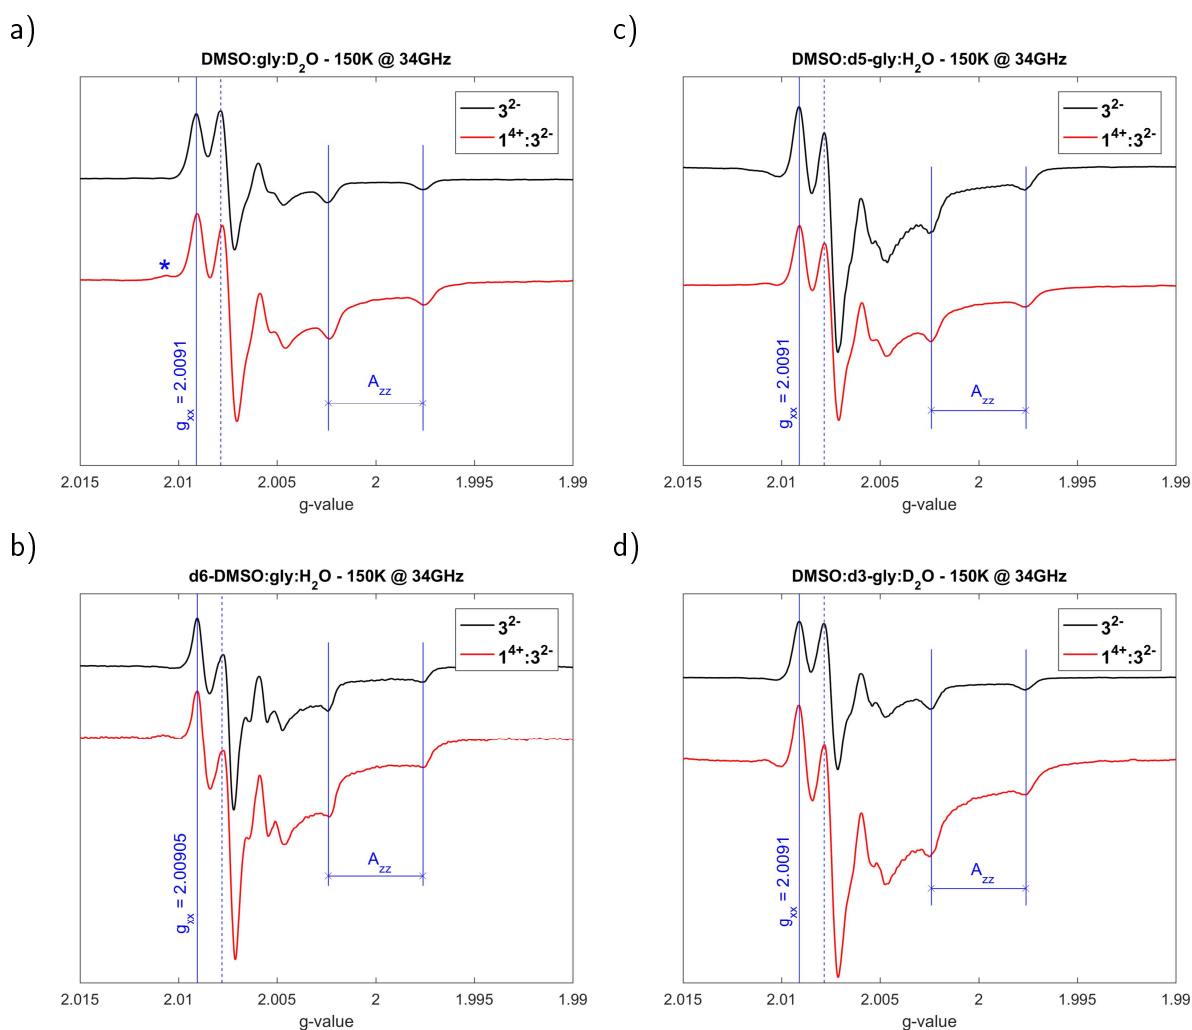 a)
DMSO:gly:D₂O - 150K @ 34GHz
3²⁻
1⁴⁺:3²⁻
*
gₓₓ = 2.0091
A_zz
2.015 2.01 2.005 2 1.995 1.99
g-value
c)
DMSO:d5-gly:H₂O - 150K @ 34GHz
3²⁻
1⁴⁺:3²⁻
gₓₓ = 2.0091
A_zz
2.015 2.01 2.005 2 1.995 1.99
g-value
b)
d6-DMSO:gly:H₂O - 150K @ 34GHz
3²⁻
1⁴⁺:3²⁻
gₓₓ = 2.00905
A_zz
2.015 2.01 2.005 2 1.995 1.99
g-value
d)
DMSO:d3-gly:D₂O - 150K @ 34GHz
3²⁻
1⁴⁺:3²⁻
gₓₓ = 2.0091
A_zz
2.015 2.01 2.005 2 1.995 1.99
g-value